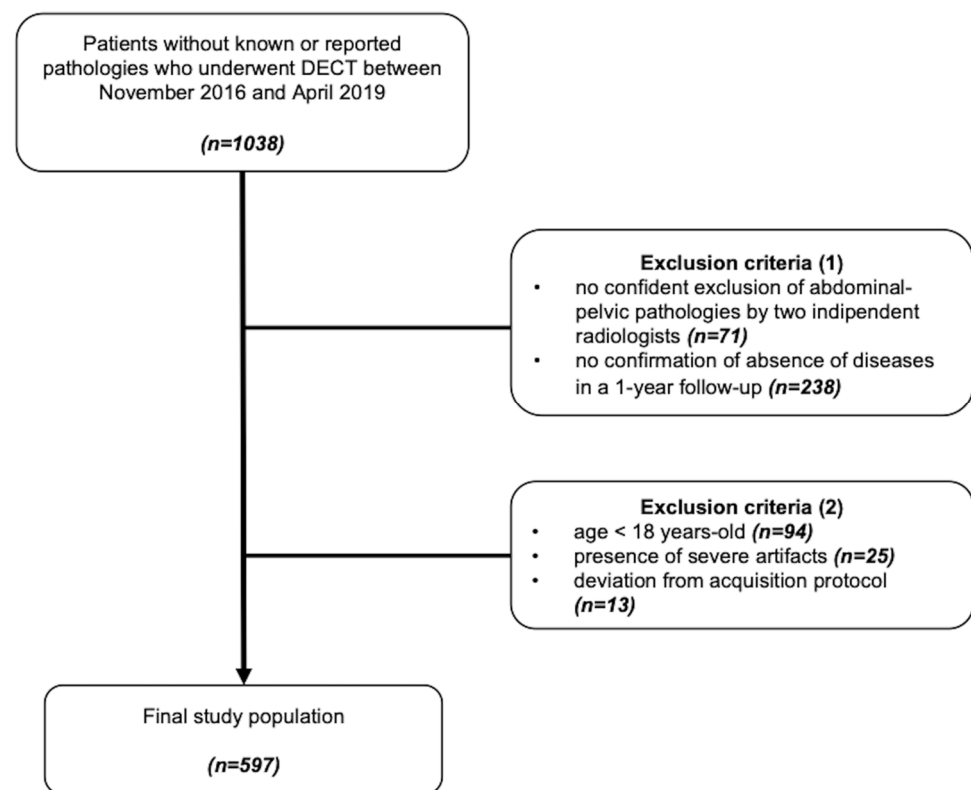 Patients without known or reported
pathologies who underwent DECT between
November 2016 and April 2019
(n=1038)
Exclusion criteria (1)
• no confident exclusion of abdominal-
pelvic pathologies by two indipendent
radiologists (n=71)
• no confirmation of absence of diseases
in a 1-year follow-up (n=238)
Exclusion criteria (2)
• age < 18 years-old (n=94)
• presence of severe artifacts (n=25)
• deviation from acquisition protocol
(n=13)
Final study population
(n=597)